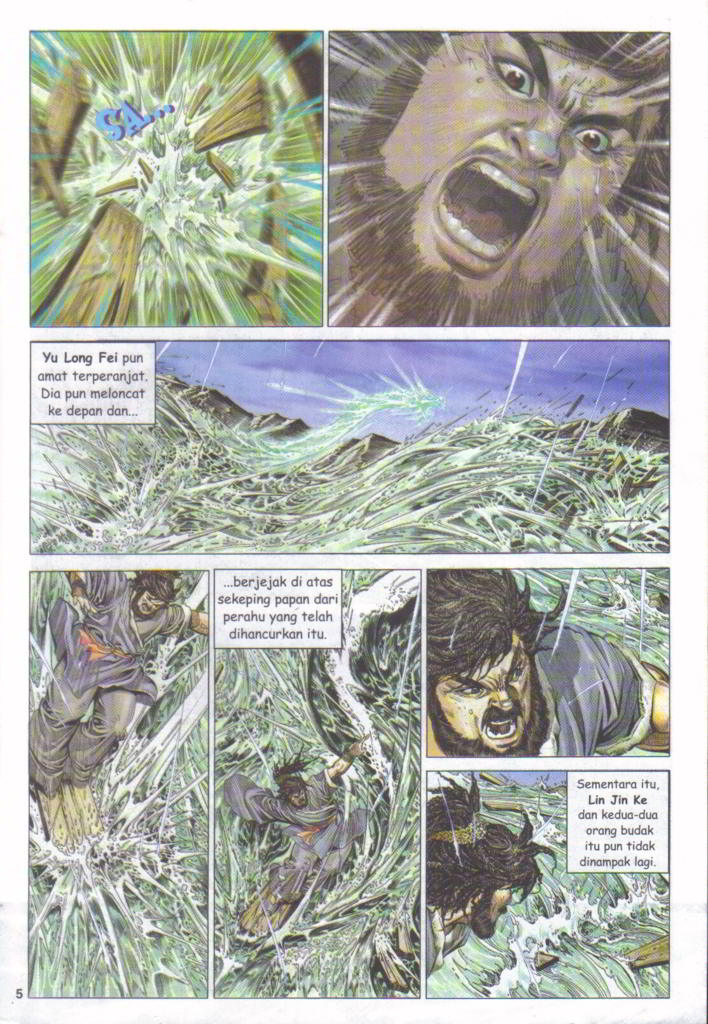 SA...
Yu Long Fei pun
amat terperanjat.
Dia pun meloncat
ke depan dan...
...berjejak di atas
sekeping papan dari
perahu yang telah
dihancurkan itu.
Sementara itu,
Lin Jin Ke
dan kedua-dua
orang budak
itu pun tidak
dinampak lagi.
5